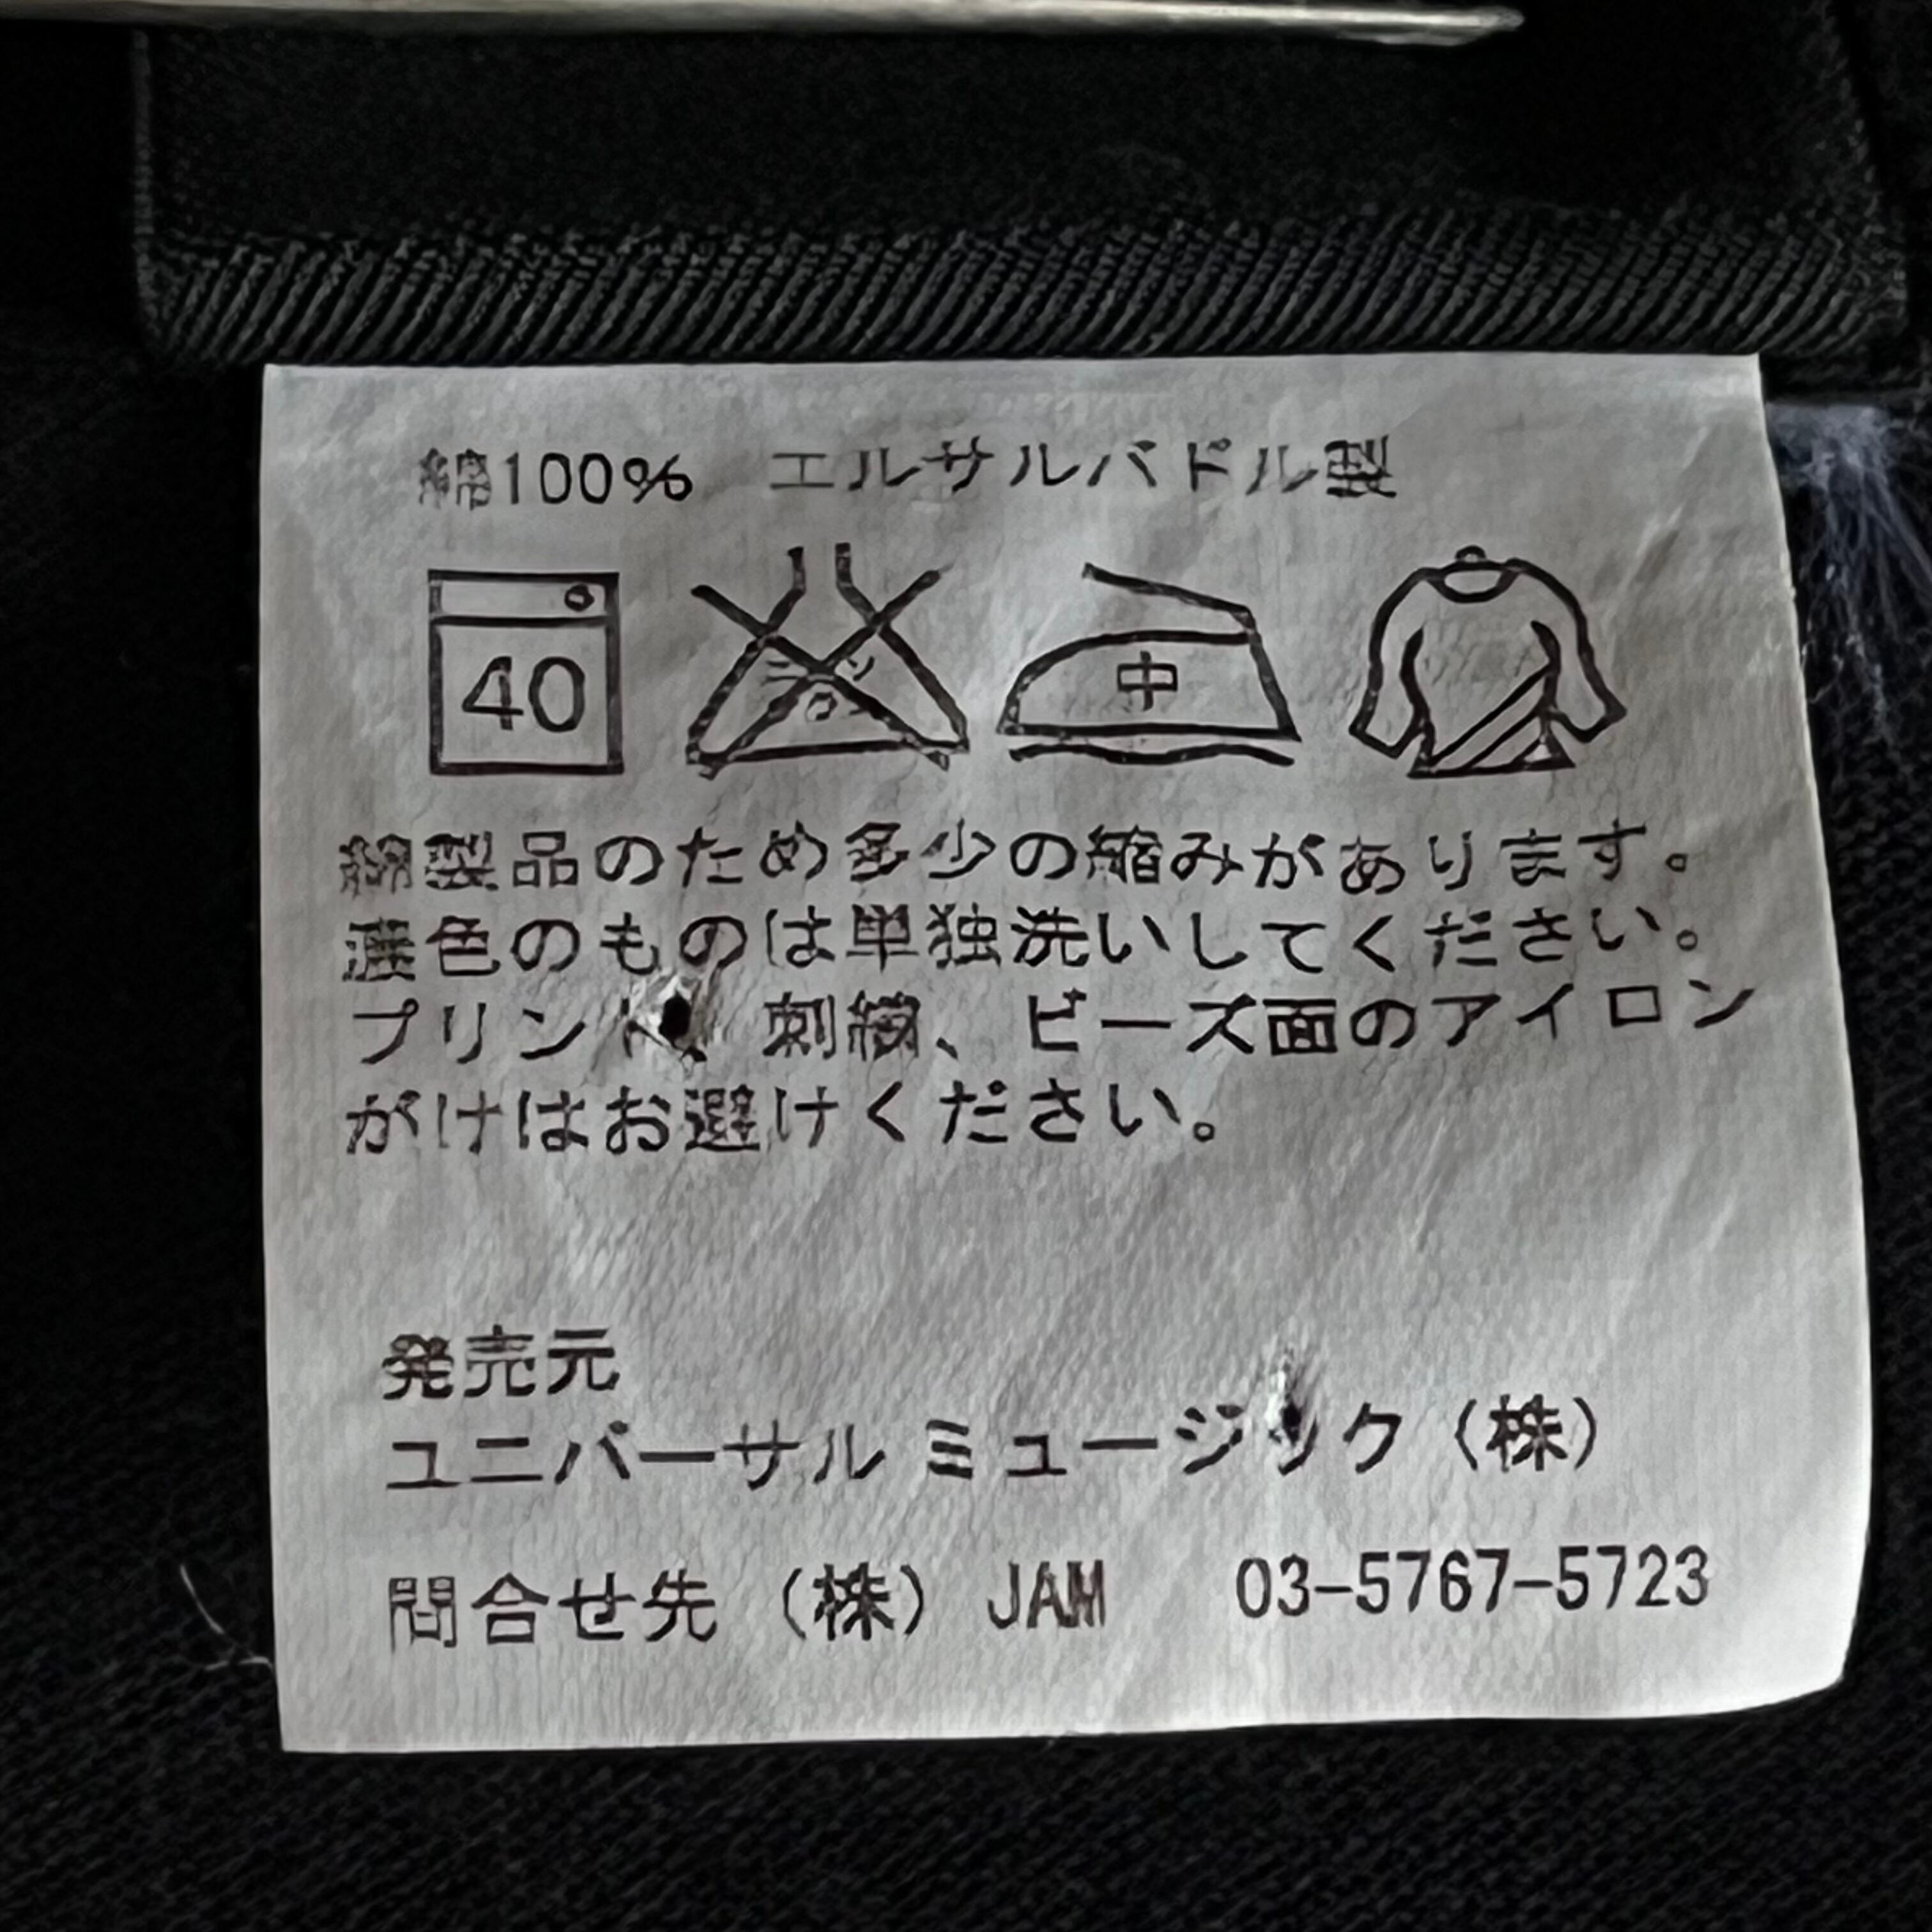 綿100% エルサルバドル製
40 中
綿製品のため多少の縮みがあります。
濃色のものは単独洗いしてください。
プリント、刺繍、ビーズ面のアイロン
がけはお避けください。
発売元
ユニバーサル ミュージック（株）
問合せ先（株）JAM 03-5767-5723